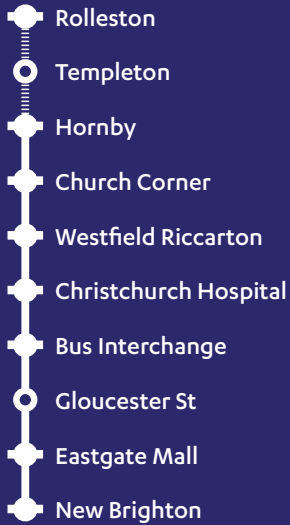 Rolleston
Templeton
Hornby
Church Corner
Westfield Riccarton
Christchurch Hospital
Bus Interchange
Gloucester St
Eastgate Mall
New Brighton